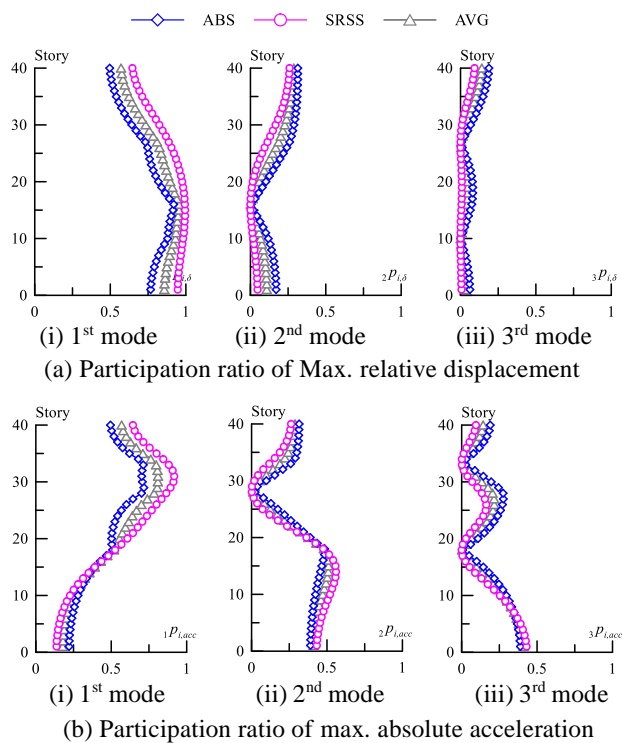 ABS SRSS AVG
Story Story Story
40 40 40
30 30 30
20 20 20
10 10 10
i,δ 2pi,δ 3pi,δ
0 0 0
0 0.5 1 0 0.5 1 0 0.5 1
(i) 1st mode (ii) 2nd mode (iii) 3rd mode
(a) Participation ratio of Max. relative displacement
Story Story Story
40 40 40
30 30 30
20 20 20
10 10 10
1pi,acc 2pi,acc 3pi,acc
0 0 0
0 0.5 1 0 0.5 1 0 0.5 1
(i) 1st mode (ii) 2nd mode (iii) 3rd mode
(b) Participation ratio of max. absolute acceleration